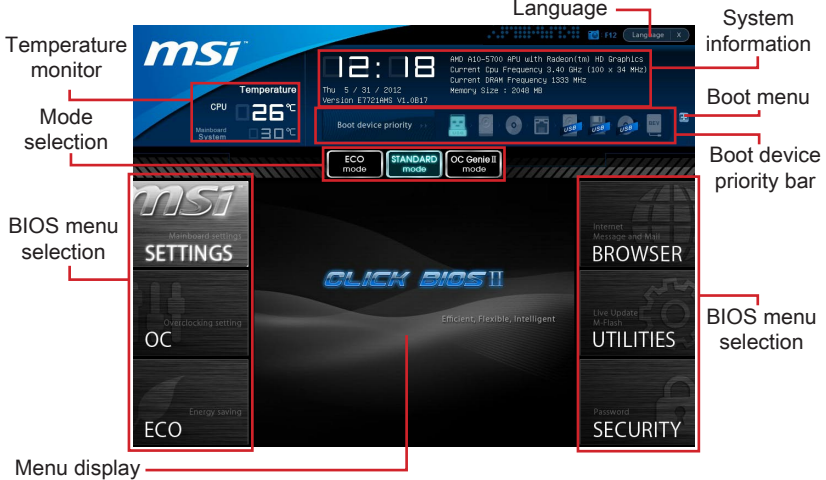 Language
System
information
Temperature
monitor
Mode
selection
BIOS menu
selection
Boot menu
Boot device
priority bar
BIOS menu
selection
Menu display
msi
F12
Language X
12:18
Thu 5 / 31 / 2012
Version E7721AMS V1.0B17
AMD A10-5700 APU with Radeon(tm) HD Graphics
Current Cpu Frequency 3.40 GHz (100 x 34 MHz)
Current DRAM Frequency 1333 MHz
Memory Size : 2048 MB
Temperature
CPU 26°C
Mainboard
System 30°C
Boot device priority
USB
USB
USB
ECO
mode
STANDARD
mode
OC Genie II
mode
msi
Mainboard settings
SETTINGS
Overclocking setting
OC
Energy saving
ECO
CLICK BIOS II
Efficient, Flexible, Intelligent
Internet
Message and Mail
BROWSER
Live Update
M-Flash
UTILITIES
Password
SECURITY